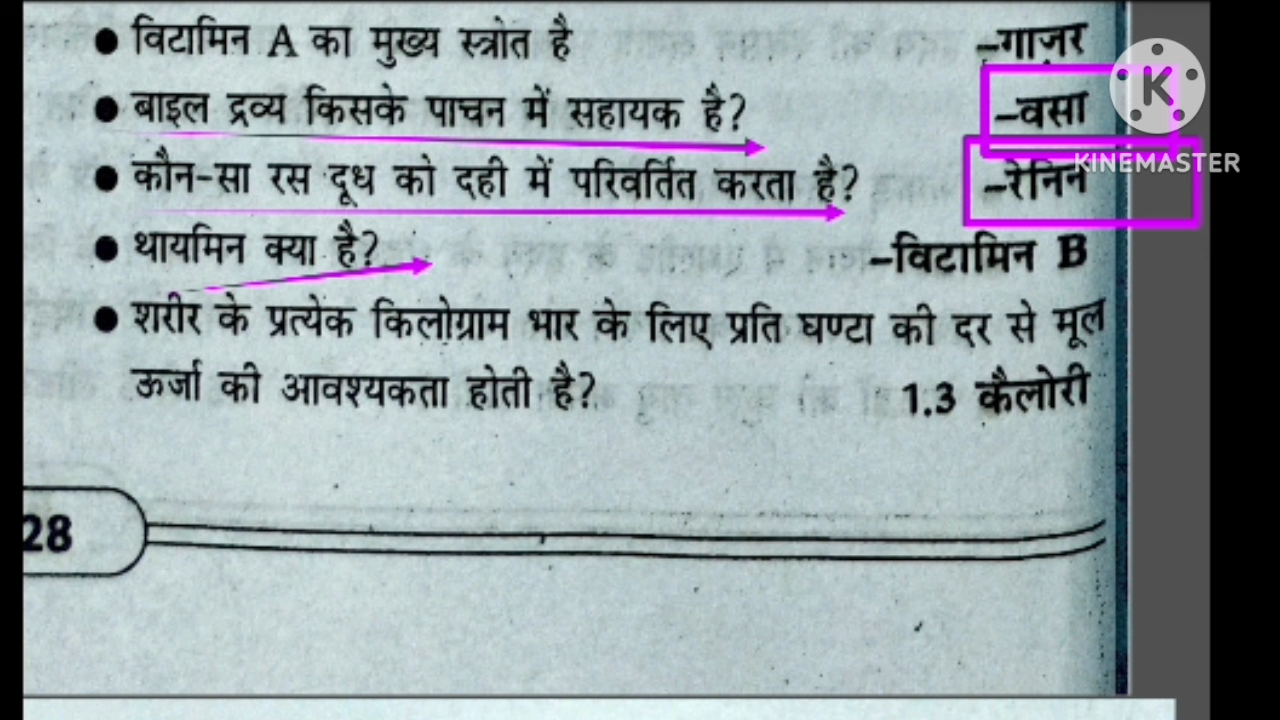 ● विटामिन A का मुख्य स्त्रोत है –गाज़र
● बाइल द्रव्य किसके पाचन में सहायक है? –वसा
● कौन-सा रस दूध को दही में परिवर्तित करता है? –रेनिन
● थायमिन क्या है? –विटामिन B
● शरीर के प्रत्येक किलोग्राम भार के लिए प्रति घण्टा की दर से मूल
ऊर्जा की आवश्यकता होती है? 1.3 कैलोरी
28
K
KINEMASTER